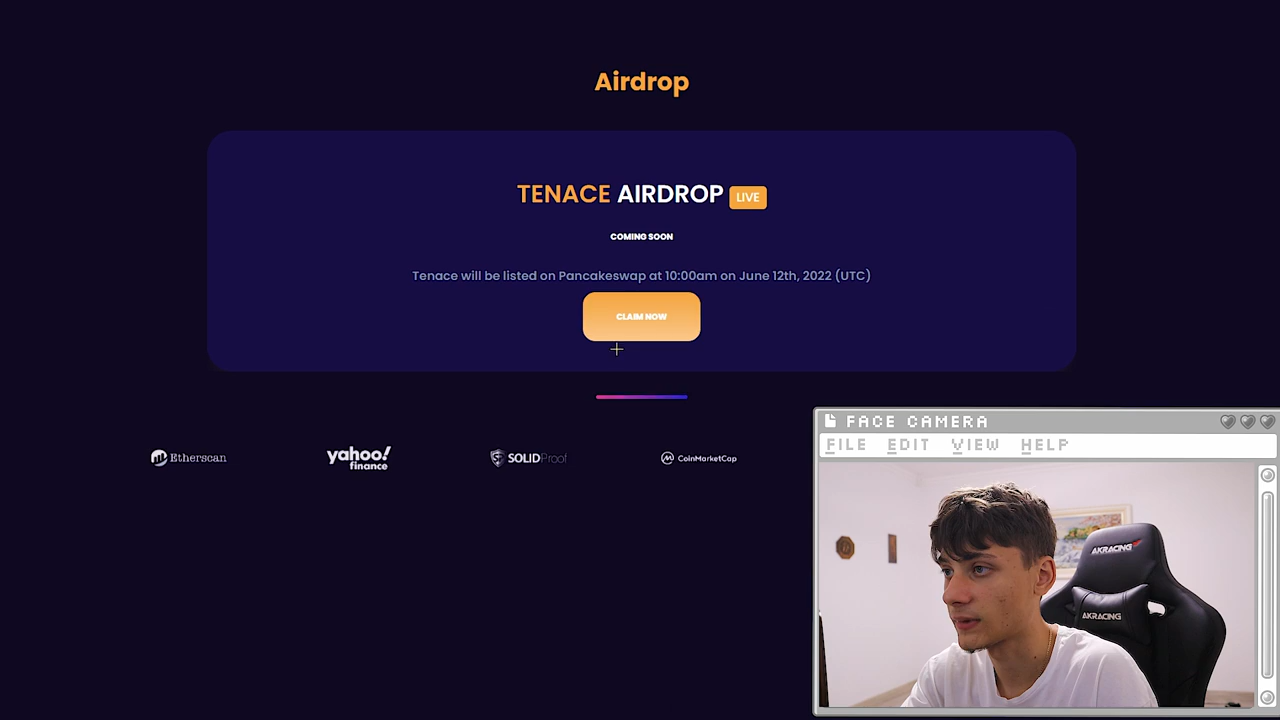 Airdrop
TENACE AIRDROP LIVE
COMING SOON
Tenace will be listed on Pancakeswap at 10:00am on June 12th, 2022 (UTC)
CLAIM NOW
Etherscan
yahoo!
finance
SOLIDProof
CoinMarketCap
FACE CAMERA
FILE EDIT VIEW HELP
AKRACING
AKRACING